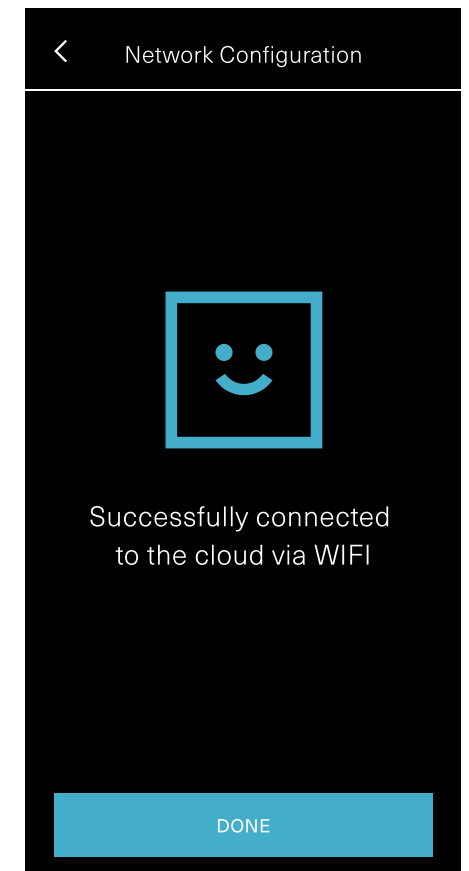 Network Configuration
Successfully connected
to the cloud via WIFI
DONE